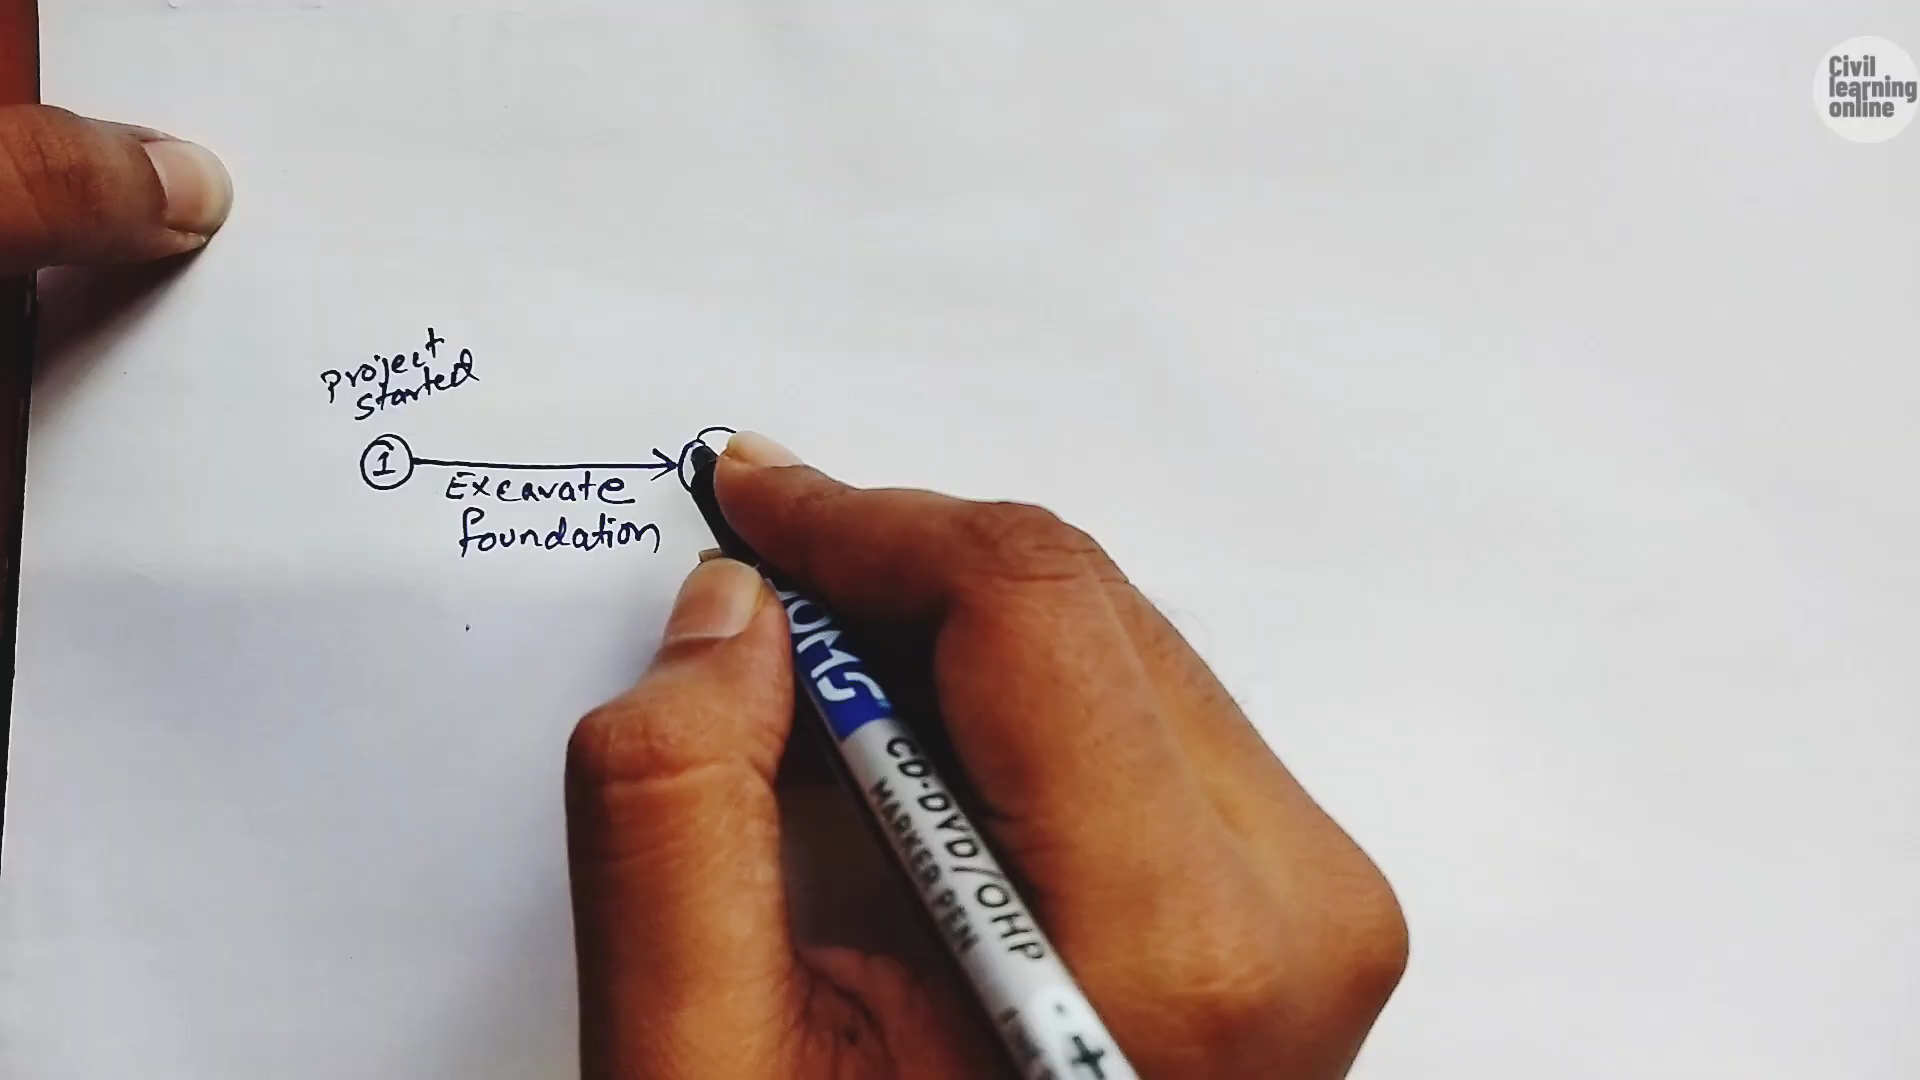 Civil
learning
online
Project
Started
1
Excavate
foundation
CD-DVD/OHP
MARKER PEN
+